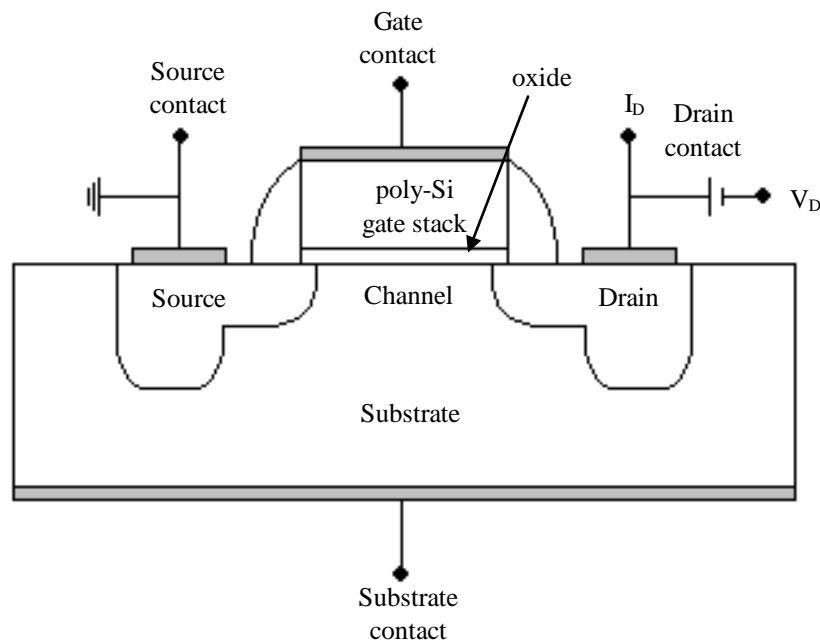 Gate
contact
Source
contact
oxide
I_D
Drain
contact
poly-Si
gate stack
V_D
Source
Channel
Drain
Substrate
Substrate
contact